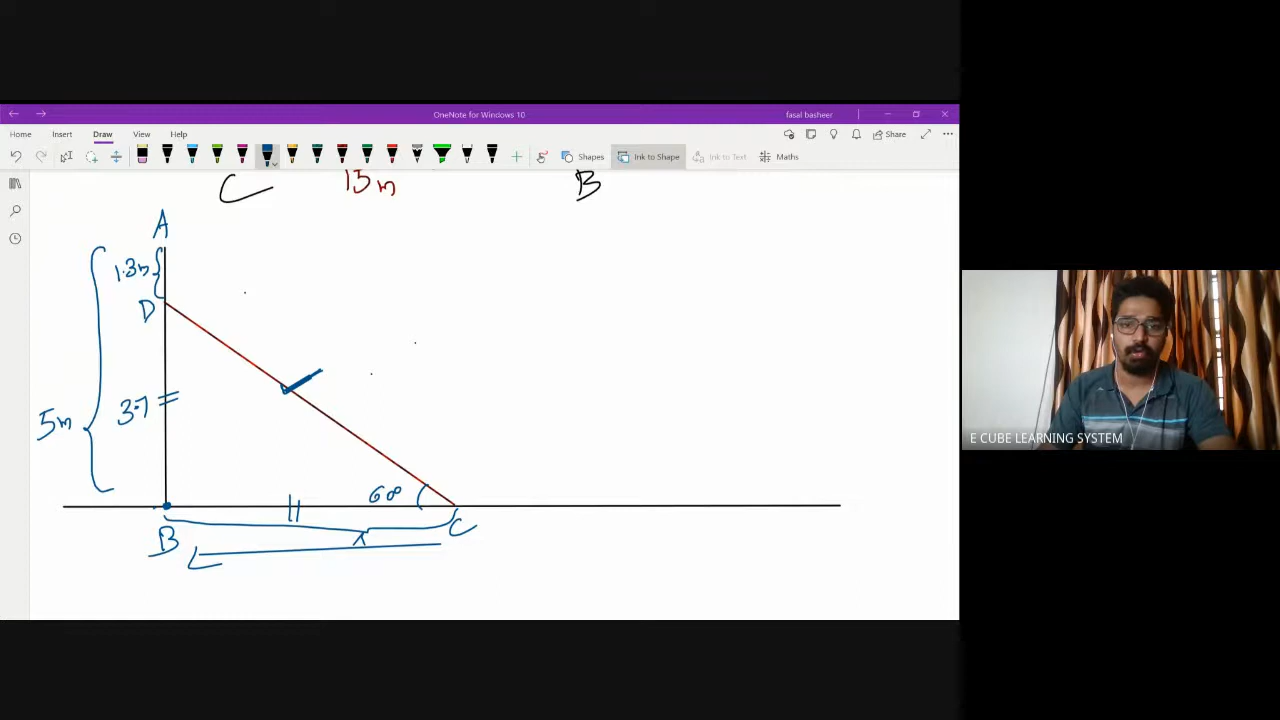 OneNote for Windows 10
fasal basheer
Home Insert Draw View Help
Share
Shapes
Ink to Shape
Ink to Text
Maths
C 15m B
A
1.3m
D
3.7
5m
60°
B
x
C
E CUBE LEARNING SYSTEM